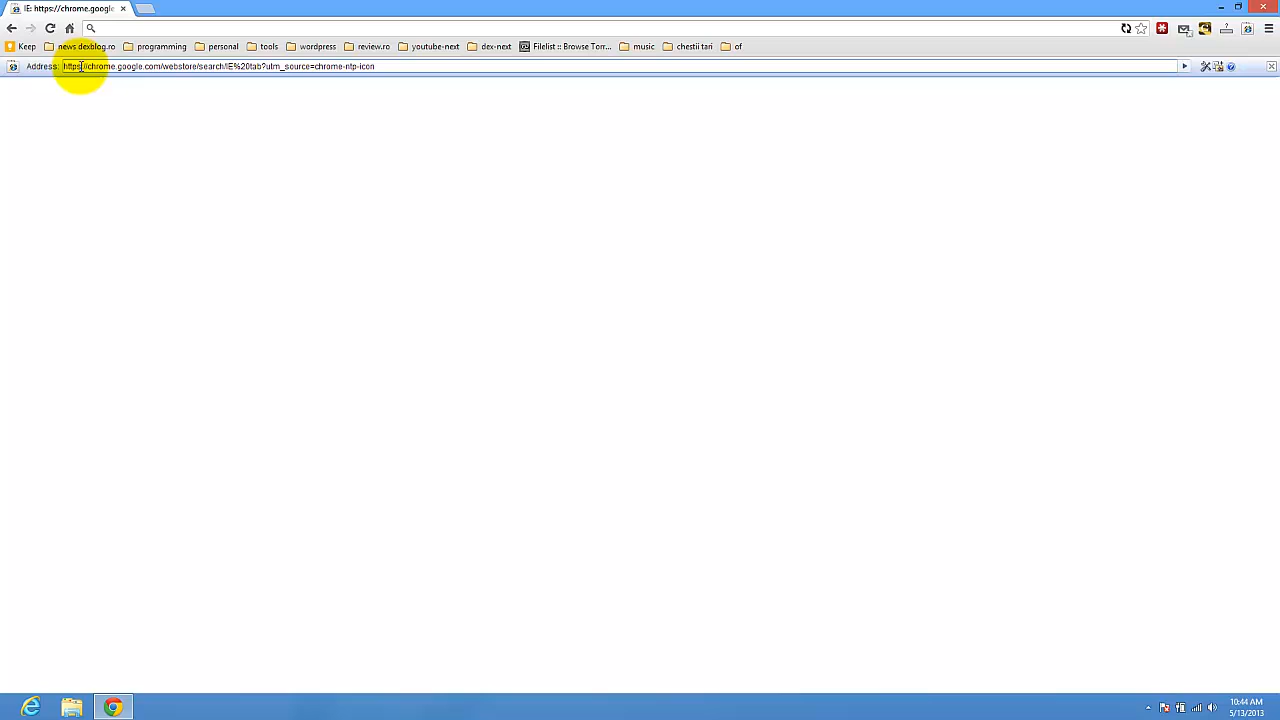 IE: https://chrome.google
Keep news dexblog.ro programming personal tools wordpress review.ro youtube-next dex-next Filelist :: Browse Torr... music chestii tari of
Address: https://chrome.google.com/webstore/search/IE%20tab?utm_source=chrome-ntp-icon
10:44 AM
5/13/2013